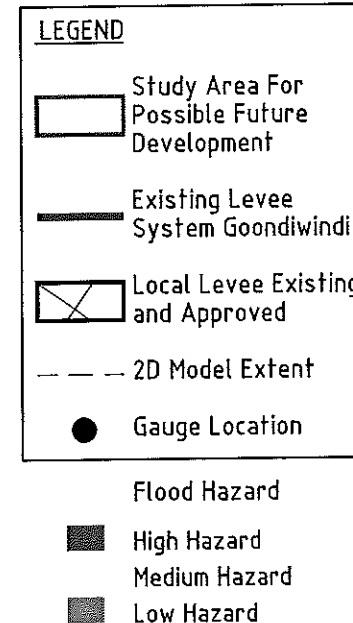 LEGEND
Study Area For
Possible Future
Development
Existing Levee
System Goondiwindi
Local Levee Existing
and Approved
2D Model Extent
Gauge Location
Flood Hazard
High Hazard
Medium Hazard
Low Hazard